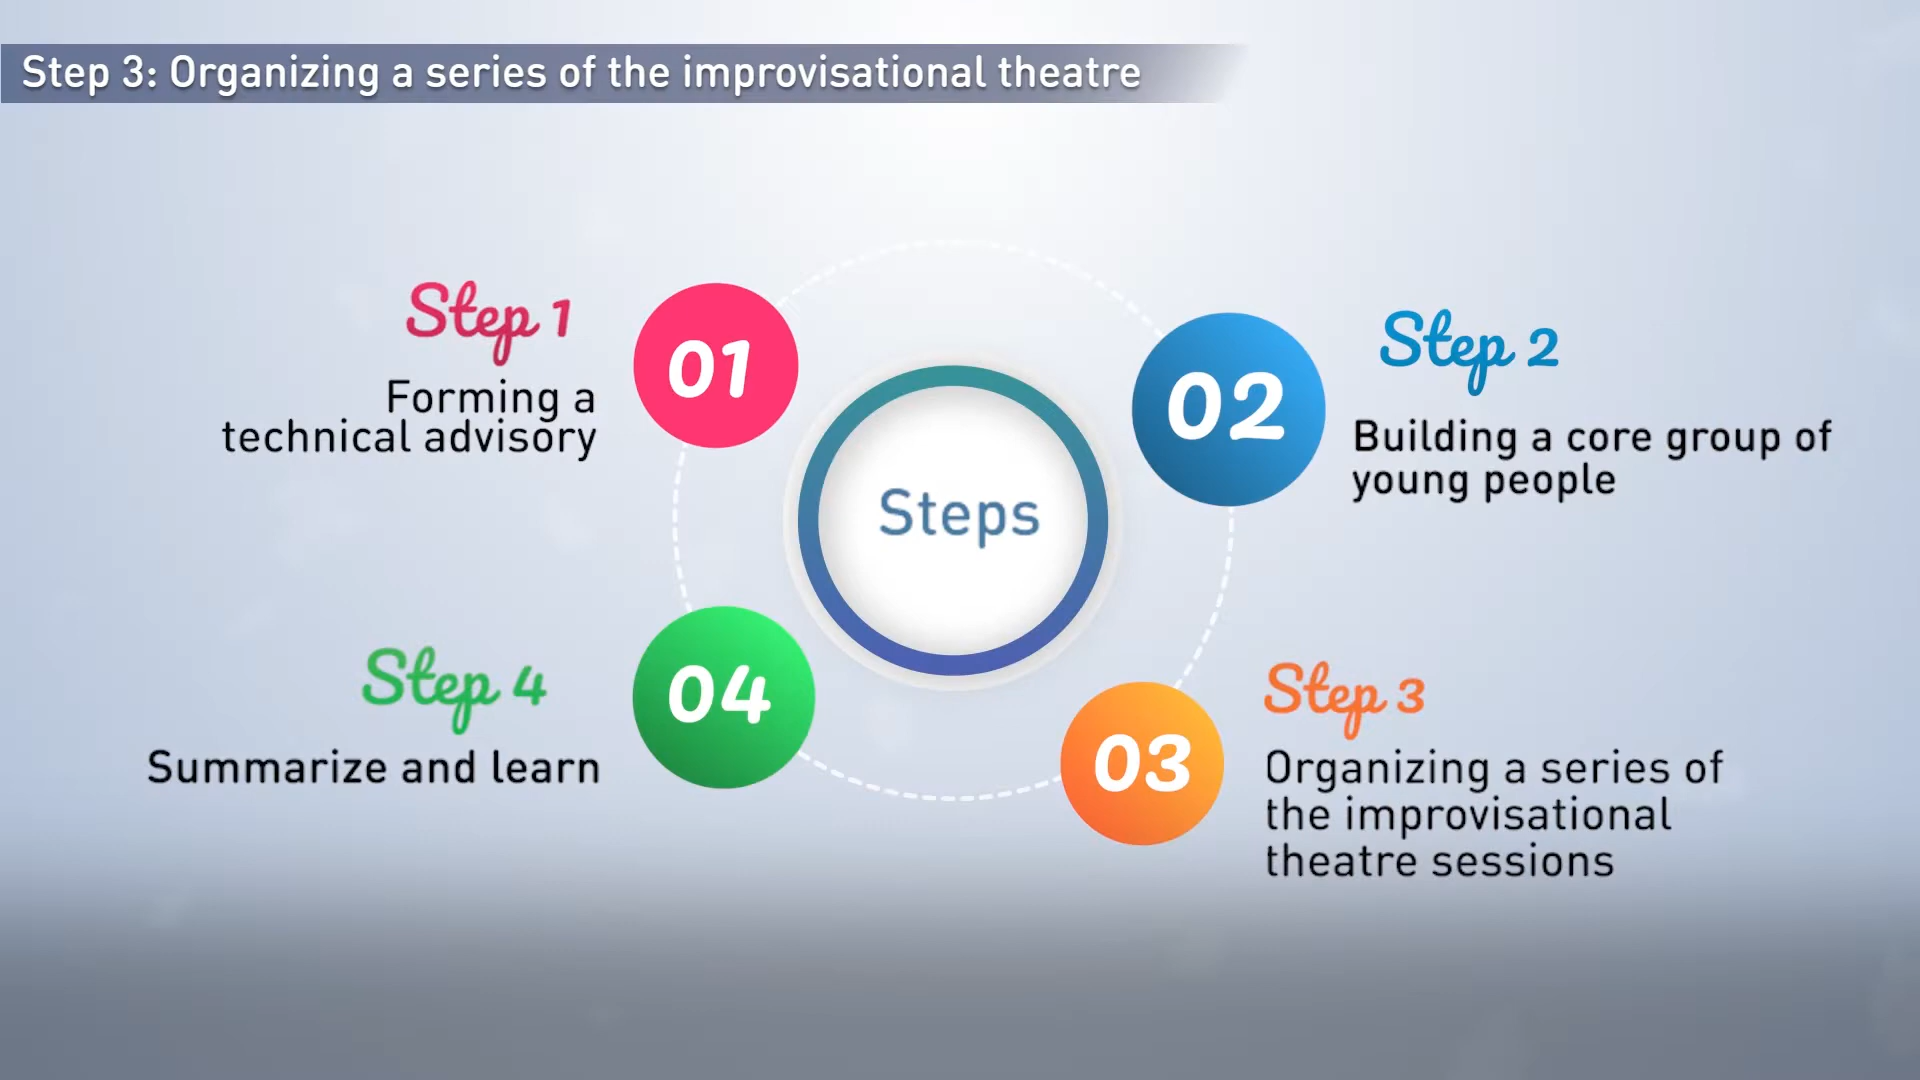 Step 3: Organizing a series of the improvisational theatre
Step 1
01
Forming a
technical advisory
Step 2
02
Building a core group of
young people
Steps
Step 4
04
Summarize and learn
Step 3
03
Organizing a series of
the improvisational
theatre sessions